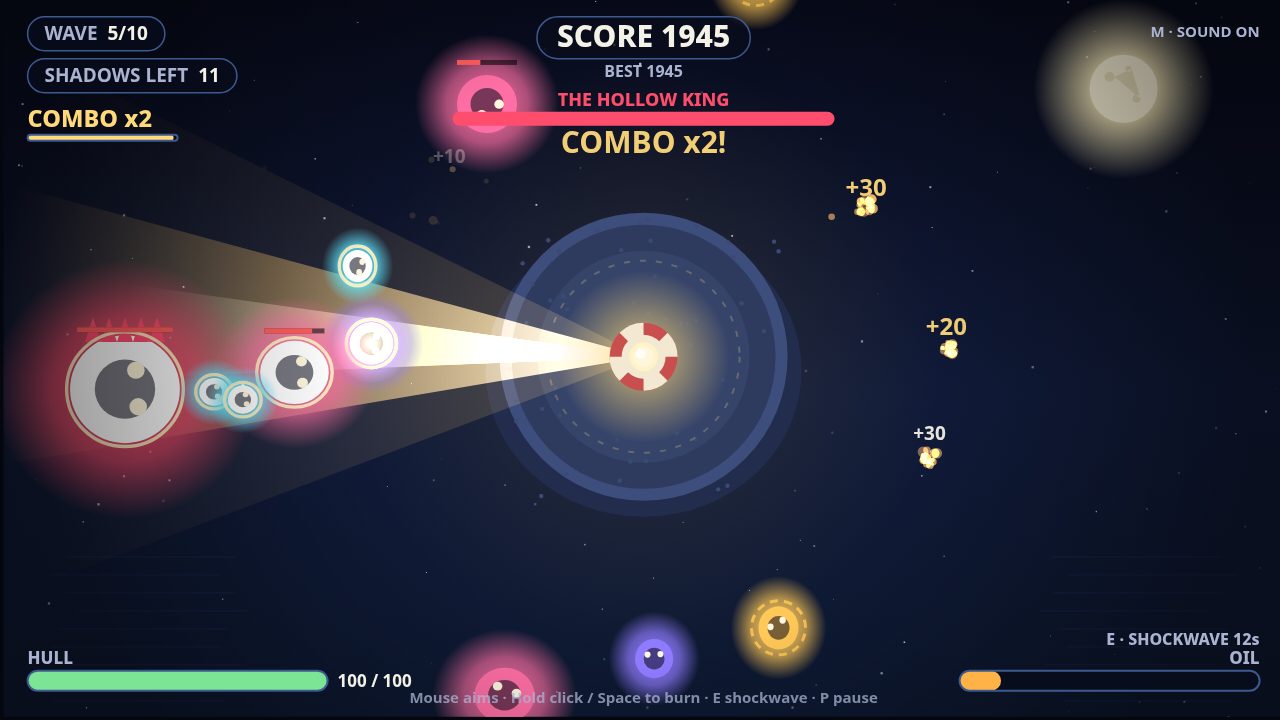 WAVE 5/10
SHADOWS LEFT 11
COMBO x2
SCORE 1945
BEST 1945
THE HOLLOW KING
COMBO x2!
M · SOUND ON
+10
+30
+20
+30
HULL
100 / 100
Mouse aims · Hold click / Space to burn · E shockwave · P pause
E · SHOCKWAVE 12s
OIL